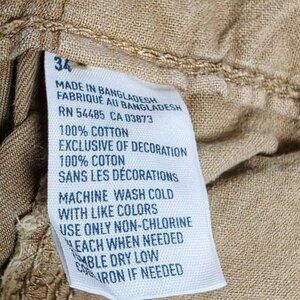 34
MADE IN BANGLADESH
FABRIQUÉ AU BANGLADESH
RN 54485 CA 03873
100% COTTON
EXCLUSIVE OF DECORATION
100% COTON
SANS LES DÉCORATIONS
MACHINE WASH COLD
WITH LIKE COLORS
USE ONLY NON-CHLORINE
BLEACH WHEN NEEDED
TUMBLE DRY LOW
IRON IF NEEDED